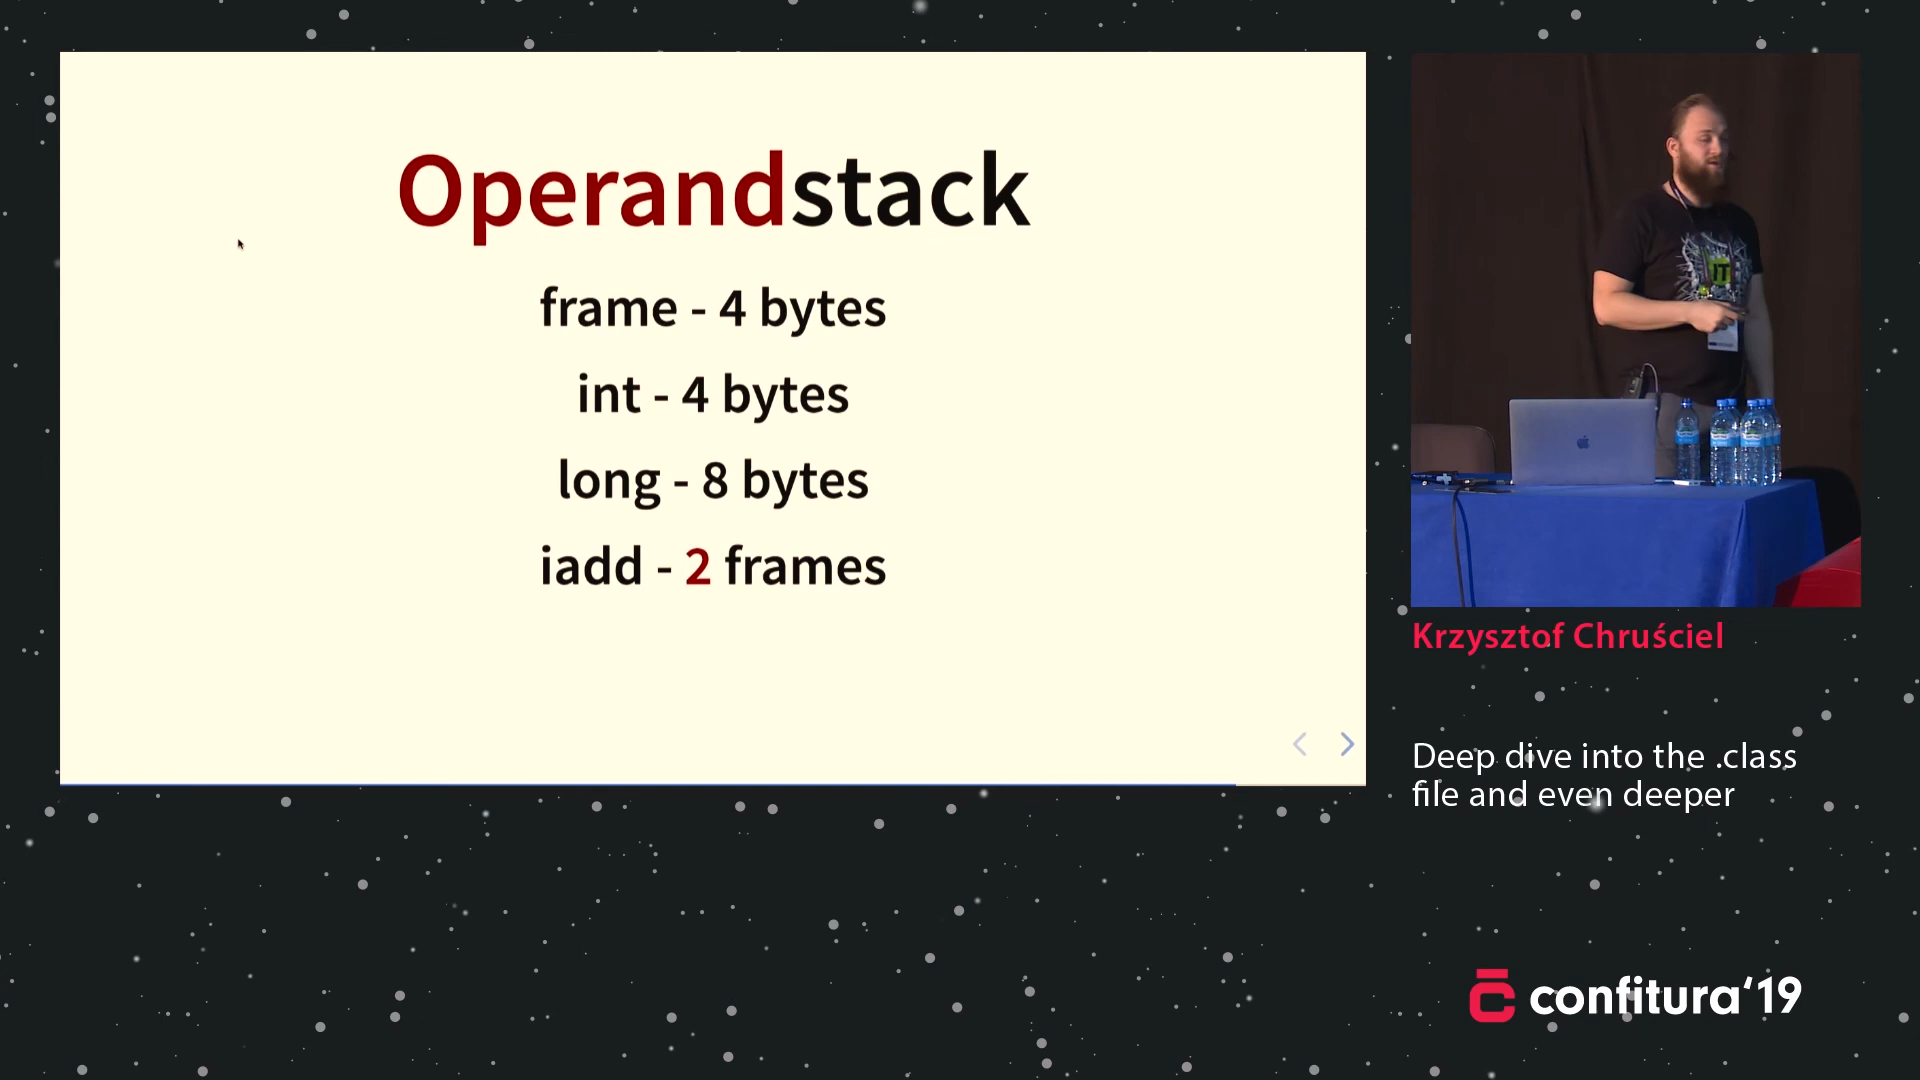 Operandstack
frame - 4 bytes
int - 4 bytes
long - 8 bytes
iadd - 2 frames
IT
Krzysztof Chruściel
Deep dive into the .class
file and even deeper
confitura‘19